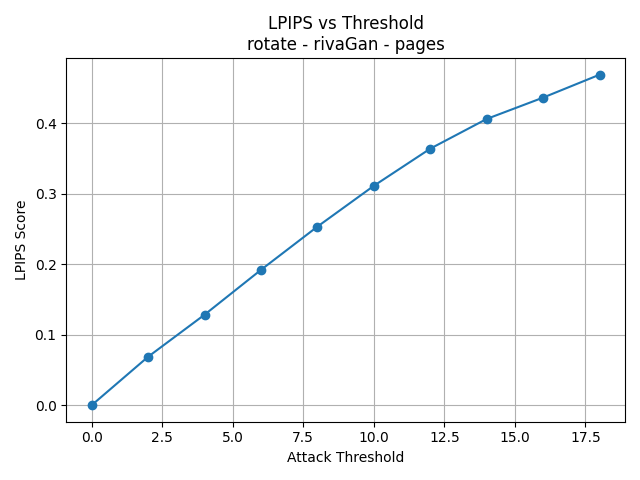 LPIPS vs Threshold
rotate - rivaGan - pages
LPIPS Score
0.4
0.3
0.2
0.1
0.0
0.0 2.5 5.0 7.5 10.0 12.5 15.0 17.5
Attack Threshold